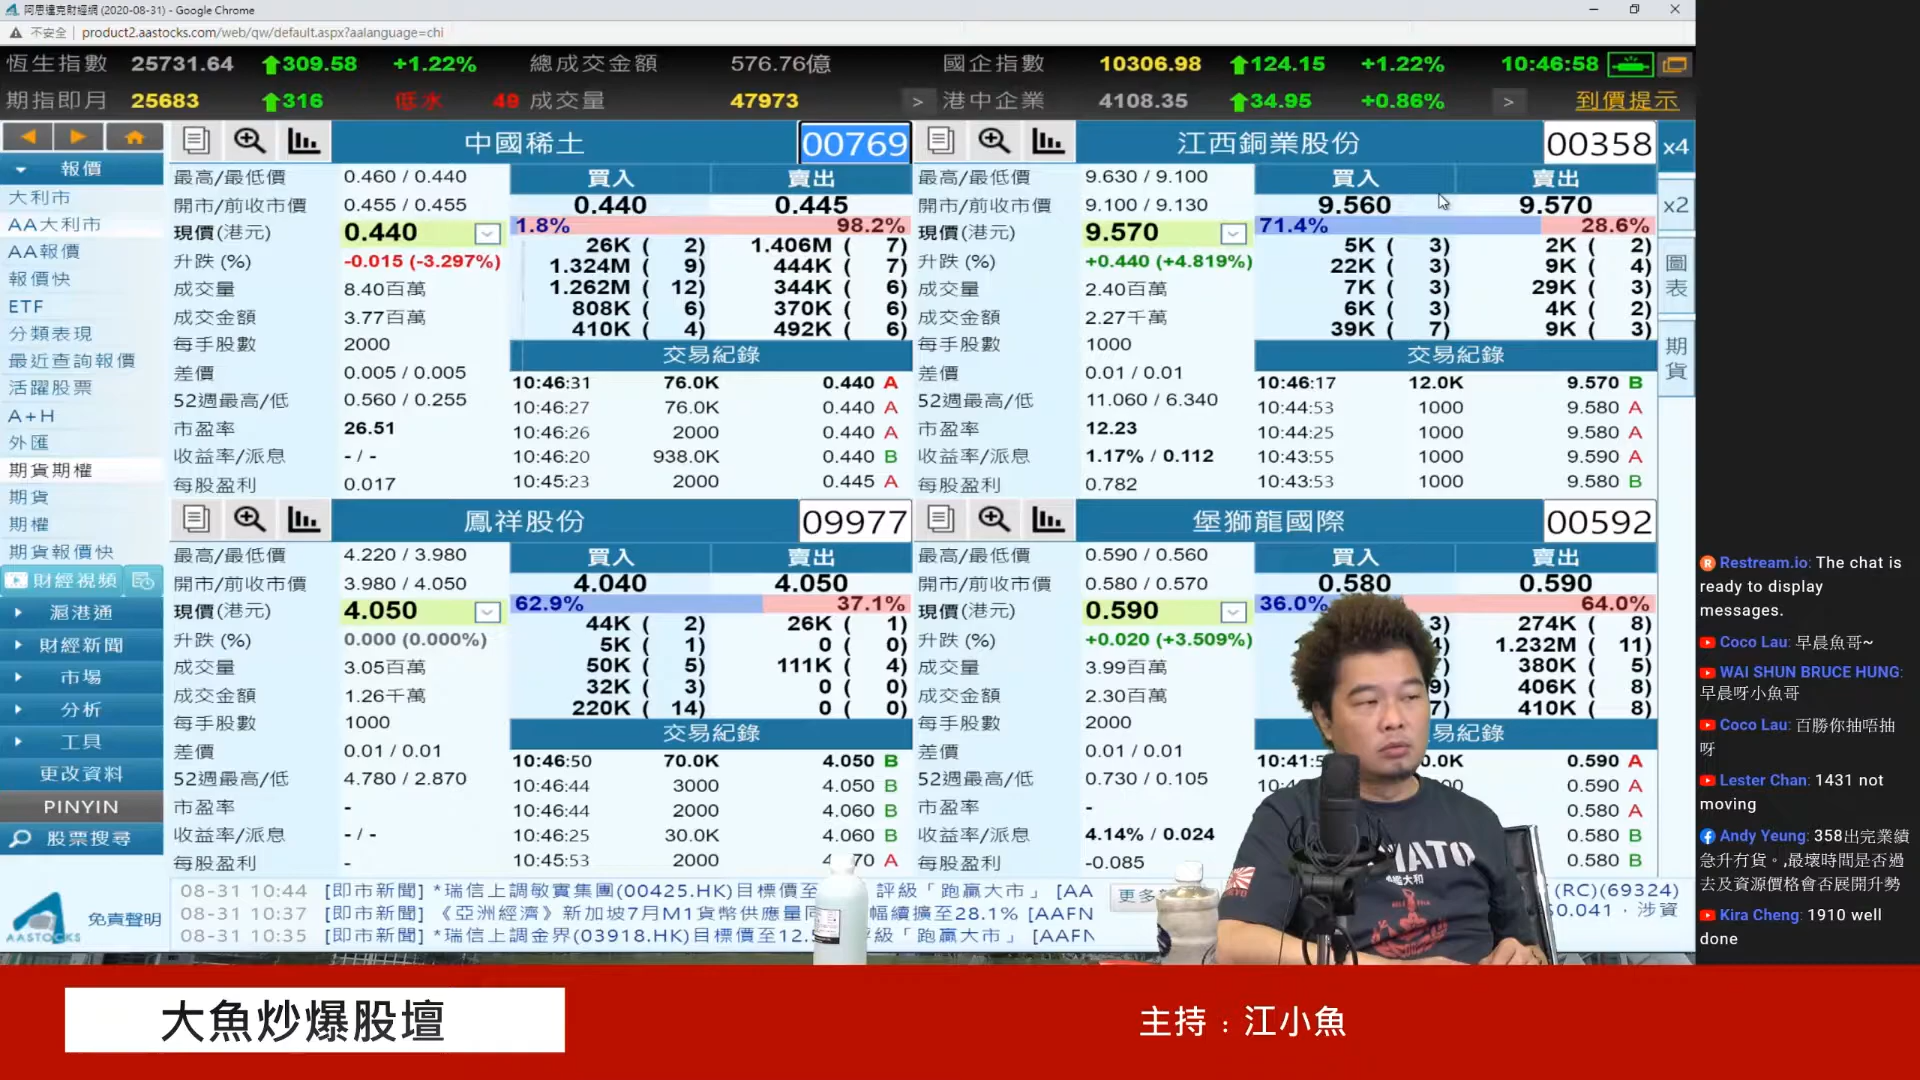 阿思達克財經網 (2020-08-31) - Google Chrome
不安全 | product2.aastocks.com/web/qw/default.aspx?aalanguage=chi
恆生指數 25731.64 309.58 +1.22% 總成交金額 576.76億 國企指數 10306.98 124.15 +1.22% 10:46:58
期指即月 25683 316 低水 48 成交量 47973 > 港中企業 4108.35 34.95 +0.86% > 到價提示
報價
大利市
AA大利市
AA報價
報價快
ETF
分類表現
最近查詢報價
活躍股票
A+H
外匯
期貨期權
期貨
期權
期貨報價快
財經視頻
滬港通
財經新聞
市場
分析
工具
更改資料
PINYIN
股票搜尋
AASTOCKS 免責聲明
中國稀土 00769
最高/最低價 0.460 / 0.440
開市/前收市價 0.455 / 0.455
現價(港元) 0.440
升跌 (%) -0.015 (-3.297%)
成交量 8.40百萬
成交金額 3.77百萬
每手股數 2000
差價 0.005 / 0.005
52週最高/低 0.560 / 0.255
市盈率 26.51
收益率/派息 - / -
每股盈利 0.017
買入 賣出
0.440 0.445
1.8% 98.2%
26K ( 2) 1.406M ( 7)
1.324M ( 9) 444K ( 7)
1.262M ( 12) 344K ( 6)
808K ( 6) 370K ( 6)
410K ( 4) 492K ( 6)
交易紀錄
10:46:31 76.0K 0.440 A
10:46:27 76.0K 0.440 A
10:46:26 2000 0.440 A
10:46:20 938.0K 0.440 B
10:45:23 2000 0.445 A
江西銅業股份 00358
最高/最低價 9.630 / 9.100
開市/前收市價 9.100 / 9.130
現價(港元) 9.570
升跌 (%) +0.440 (+4.819%)
成交量 2.40百萬
成交金額 2.27千萬
每手股數 1000
差價 0.01 / 0.01
52週最高/低 11.060 / 6.340
市盈率 12.23
收益率/派息 1.17% / 0.112
每股盈利 0.782
買入 賣出
9.560 9.570
71.4% 28.6%
5K ( 3) 2K ( 2)
22K ( 3) 9K ( 4)
7K ( 3) 29K ( 3)
6K ( 3) 4K ( 2)
39K ( 7) 9K ( 3)
交易紀錄
10:46:17 12.0K 9.570 B
10:44:53 1000 9.580 A
10:44:25 1000 9.580 A
10:43:55 1000 9.590 A
10:43:53 1000 9.580 B
x4
x2
圖表
期貨
鳳祥股份 09977
最高/最低價 4.220 / 3.980
開市/前收市價 3.980 / 4.050
現價(港元) 4.050
升跌 (%) 0.000 (0.000%)
成交量 3.05百萬
成交金額 1.26千萬
每手股數 1000
差價 0.01 / 0.01
52週最高/低 4.780 / 2.870
市盈率 -
收益率/派息 - / -
每股盈利 -
買入 賣出
4.040 4.050
62.9% 37.1%
44K ( 2) 26K ( 1)
5K ( 1) 0 ( 0)
50K ( 5) 111K ( 4)
32K ( 3) 0 ( 0)
220K ( 14) 0 ( 0)
交易紀錄
10:46:50 70.0K 4.050 B
10:46:44 3000 4.050 B
10:46:44 2000 4.060 B
10:46:25 30.0K 4.060 B
10:45:53 2000 70 A
堡獅龍國際 00592
最高/最低價 0.590 / 0.560
開市/前收市價 0.580 / 0.570
現價(港元) 0.590
升跌 (%) +0.020 (+3.509%)
成交量 3.99百萬
成交金額 2.30百萬
每手股數 2000
差價 0.01 / 0.01
52週最高/低 0.730 / 0.105
市盈率 -
收益率/派息 4.14% / 0.024
每股盈利 -0.085
買入 賣出
0.580 0.590
36.0% 64.0%
3) 274K ( 8)
1.232M ( 11)
380K ( 5)
9) 406K ( 8)
7) 410K ( 8)
易紀錄
10:41:5 0.0K 0.590 A
0.590 A
0.580 A
0.580 B
0.580 B
08-31 10:44 [即市新聞] *瑞信上調敏實集團(00425.HK)目標價至 評級「跑贏大市」 [AA
08-31 10:37 [即市新聞] 《亞洲經濟》新加坡7月M1貨幣供應量同 幅續擴至28.1% [AAFN
08-31 10:35 [即市新聞] *瑞信上調金界(03918.HK)目標價至12. 級「跑贏大市」 [AAFN
更多
(RC)(69324)
0.041，涉資
大和
Restream.io: The chat is
ready to display
messages.
Coco Lau: 早晨魚哥~
WAI SHUN BRUCE HUNG:
早晨呀小魚哥
Coco Lau: 百勝你抽唔抽
呀
Lester Chan: 1431 not
moving
Andy Yeung: 358出完業績
急升冇貨。,最壞時間是否過
去及資源價格會否展開升勢
Kira Cheng: 1910 well
done
大魚炒爆股壇
主持：江小魚